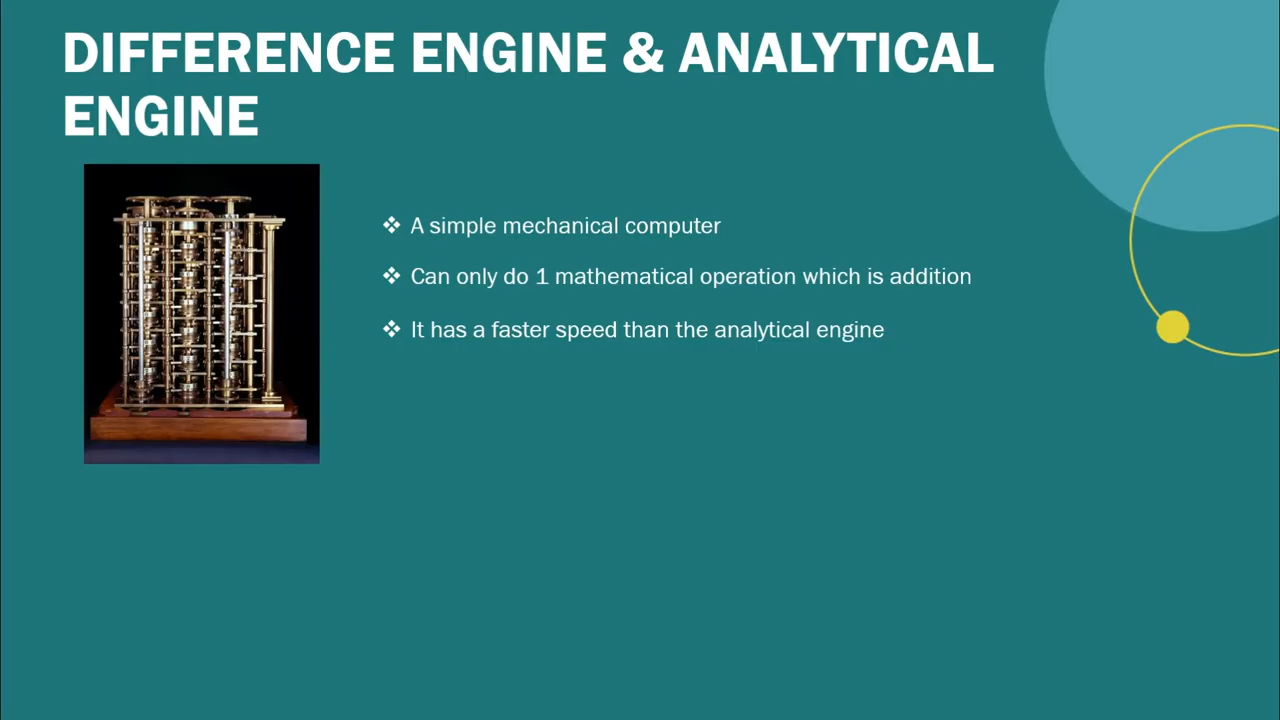 DIFFERENCE ENGINE & ANALYTICAL
ENGINE
❖ A simple mechanical computer
❖ Can only do 1 mathematical operation which is addition
❖ It has a faster speed than the analytical engine